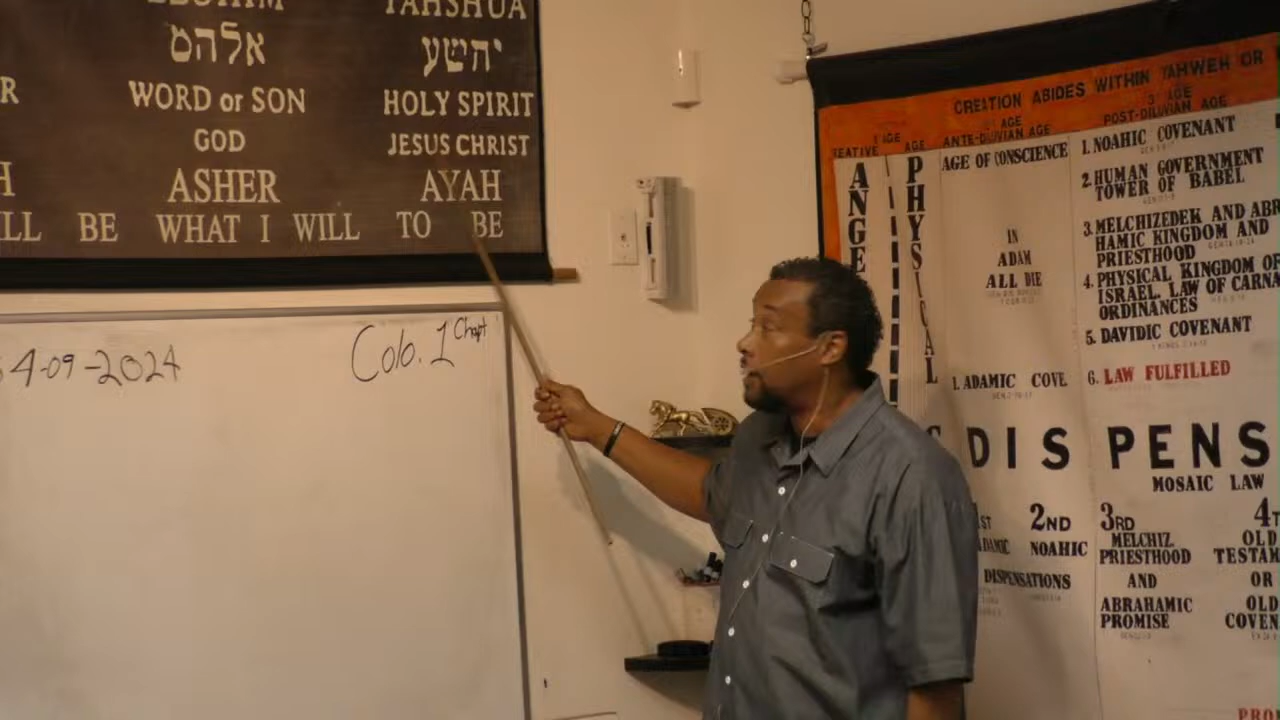 YAHSHUA
אלהם
יהשע
WORD or SON
HOLY SPIRIT
GOD
JESUS CHRIST
ASHER
AYAH
BE WHAT I WILL TO BE
4-09-2024
Colo. 1 Chapt
CREATION ABIDES WITHIN YAHWEH OR
AGE
ANTE-DILUVIAN AGE
3 AGE
POST-DILUVIAN AGE
PHYSICAL
AGE OF CONSCIENCE
IN
ADAM
ALL DIE
1. ADAMIC COVE.
1. NOAHIC COVENANT
2. HUMAN GOVERNMENT
TOWER OF BABEL
3. MELCHIZEDEK AND ABR
HAMIC KINGDOM AND
PRIESTHOOD
4. PHYSICAL KINGDOM OF
ISRAEL. LAW OF CARNA
ORDINANCES
5. DAVIDIC COVENANT
6. LAW FULFILLED
DISPENS
MOSAIC LAW
2ND
NOAHIC
DISPENSATIONS
3RD
MELCHIZ.
PRIESTHOOD
AND
ABRAHAMIC
PROMISE
4T
OLD
TESTAM
OR
OLD
COVEN